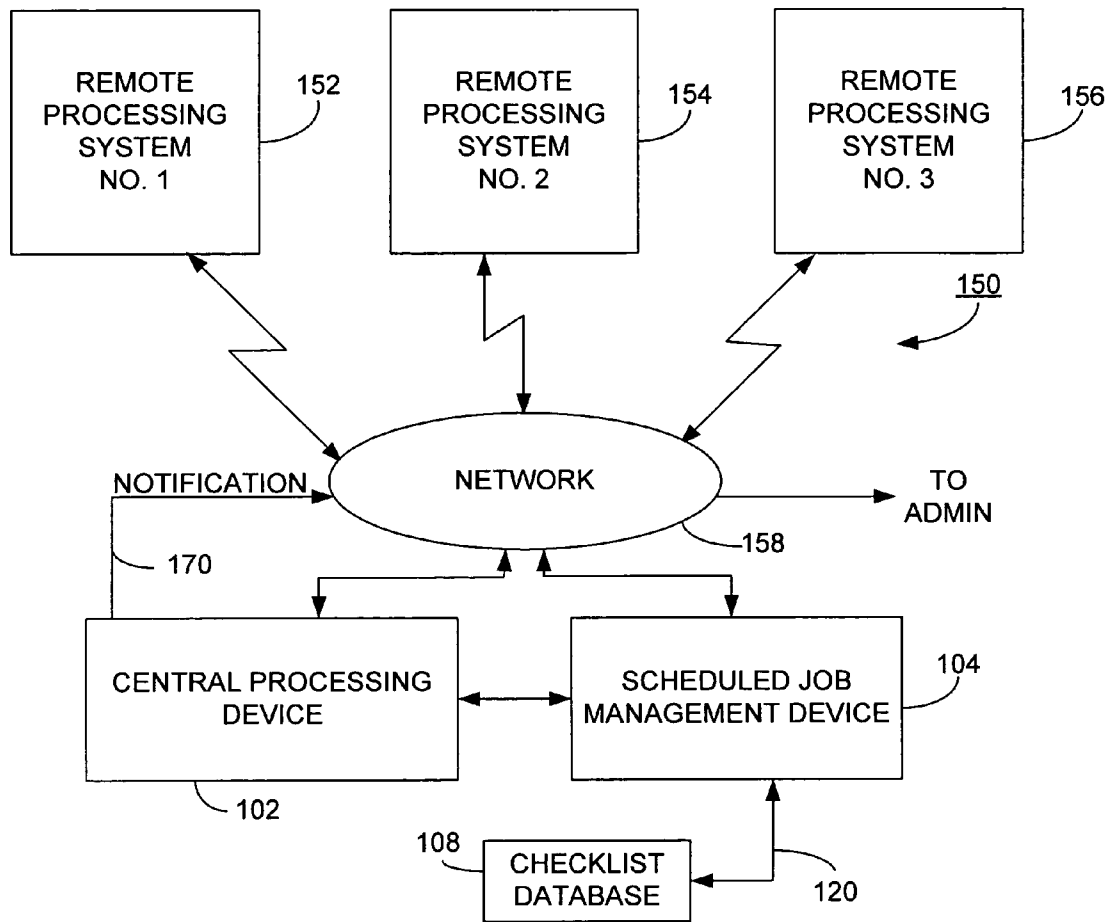 REMOTE
PROCESSING
SYSTEM
NO. 1
152
REMOTE
PROCESSING
SYSTEM
NO. 2
154
REMOTE
PROCESSING
SYSTEM
NO. 3
156
150
NOTIFICATION
NETWORK
TO
ADMIN
158
170
CENTRAL PROCESSING
DEVICE
SCHEDULED JOB
MANAGEMENT DEVICE
104
102
108
CHECKLIST
DATABASE
120